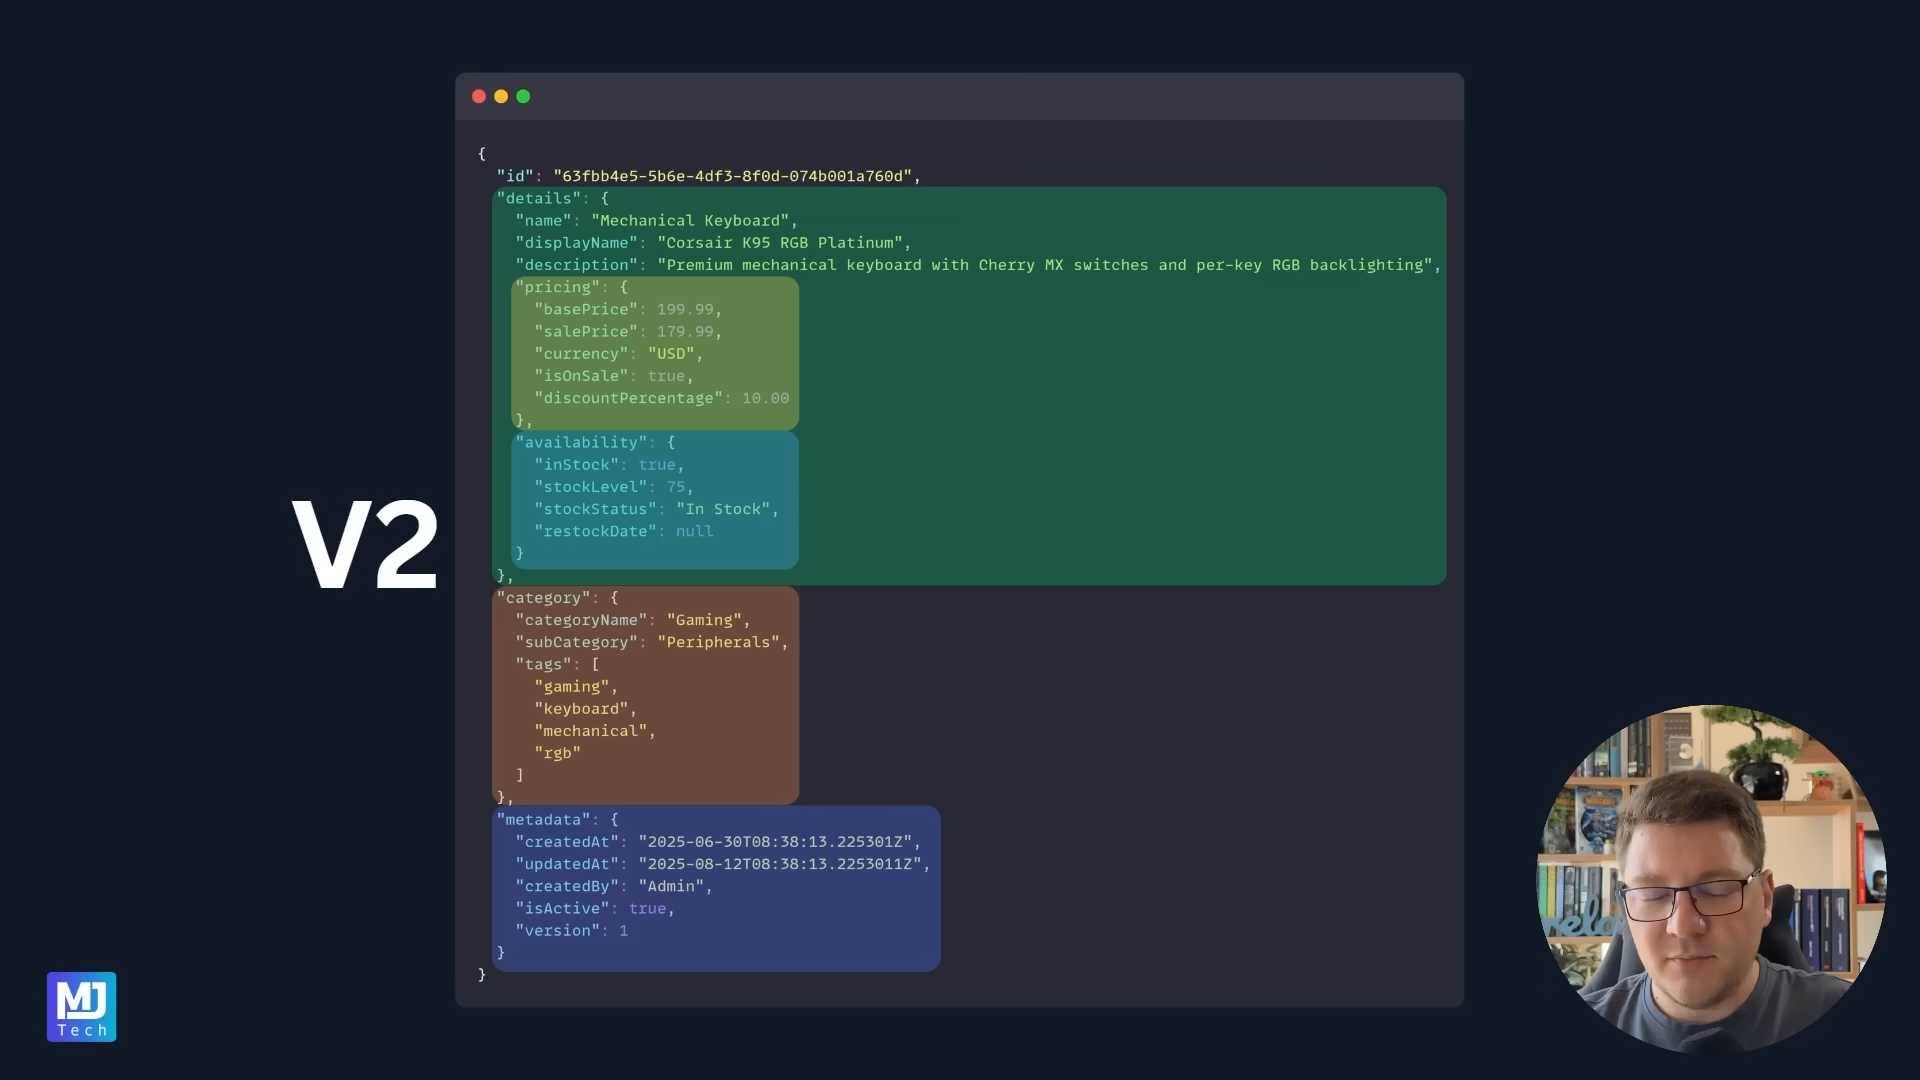 {
"id": "63fbb4e5-5b6e-4df3-8f0d-074b001a760d",
"details": {
"name": "Mechanical Keyboard",
"displayName": "Corsair K95 RGB Platinum",
"description": "Premium mechanical keyboard with Cherry MX switches and per-key RGB backlighting",
"pricing": {
"basePrice": 199.99,
"salePrice": 179.99,
"currency": "USD",
"isOnSale": true,
"discountPercentage": 10.00
},
"availability": {
"inStock": true,
"stockLevel": 75,
"stockStatus": "In Stock",
"restockDate": null
}
},
"category": {
"categoryName": "Gaming",
"subCategory": "Peripherals",
"tags": [
"gaming",
"keyboard",
"mechanical",
"rgb"
]
},
"metadata": {
"createdAt": "2025-06-30T08:38:13.225301Z",
"updatedAt": "2025-08-12T08:38:13.2253011Z",
"createdBy": "Admin",
"isActive": true,
"version": 1
}
}
V2
MJ
Tech